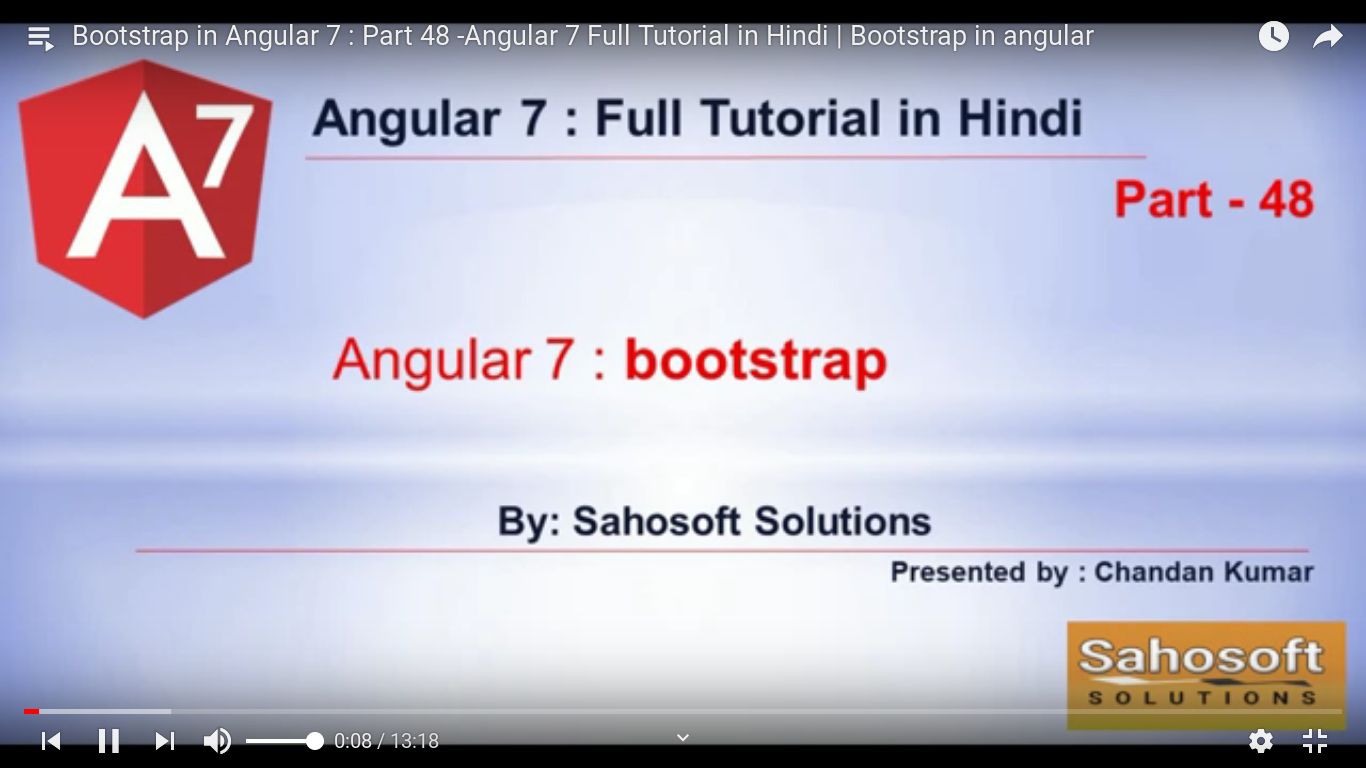 Bootstrap in Angular 7 : Part 48 -Angular 7 Full Tutorial in Hindi | Bootstrap in angular
A7
Angular 7 : Full Tutorial in Hindi
Part - 48
Angular 7 : bootstrap
By: Sahosoft Solutions
Presented by : Chandan Kumar
Sahosoft
SOLUTIONS
0:08 / 13:18